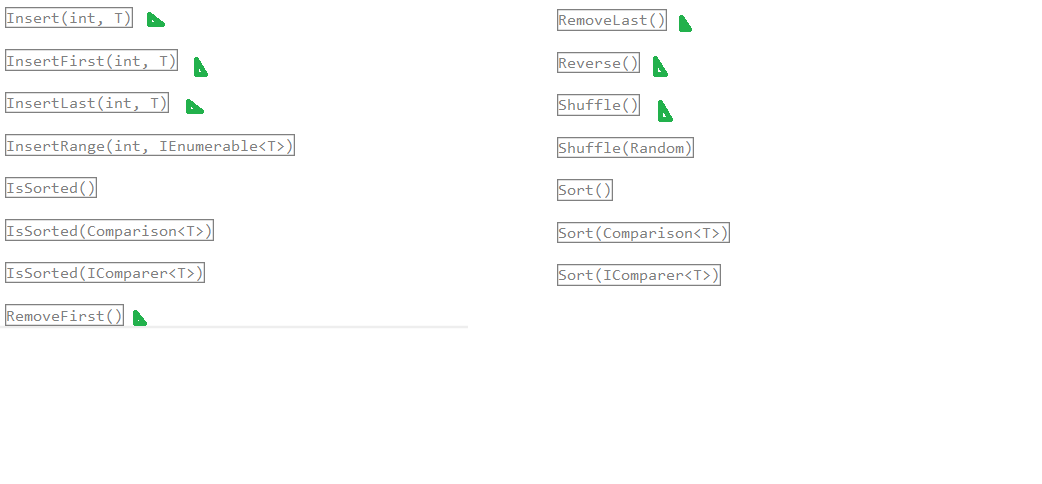 Insert(int, T)
InsertFirst(int, T)
InsertLast(int, T)
InsertRange(int, IEnumerable<T>)
IsSorted()
IsSorted(Comparison<T>)
IsSorted(IComparer<T>)
RemoveFirst()
RemoveLast()
Reverse()
Shuffle()
Shuffle(Random)
Sort()
Sort(Comparison<T>)
Sort(IComparer<T>)